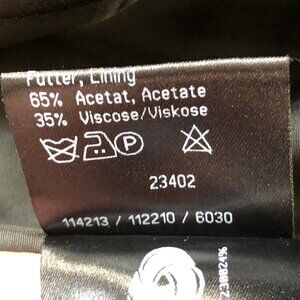 Futter, Lining
65% Acetat, Acetate
35% Viscose/Viskose
P
23402
114213 / 112210 / 6030